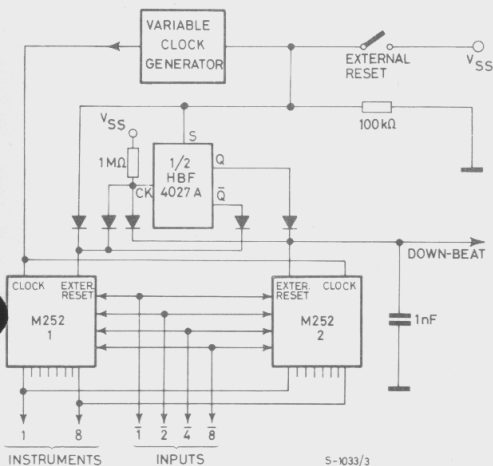 VARIABLE
CLOCK
GENERATOR
EXTERNAL
RESET
VSS
100kΩ
VSS
1MΩ
S
1/2
HBF
4027A
CK
Q
Q̅
DOWN-BEAT
CLOCK
EXTER.
RESET
M252
1
EXTER.
RESET
CLOCK
M252
2
1nF
1
8
1̅
2̅
4̅
8̅
INSTRUMENTS
INPUTS
S-1033/3